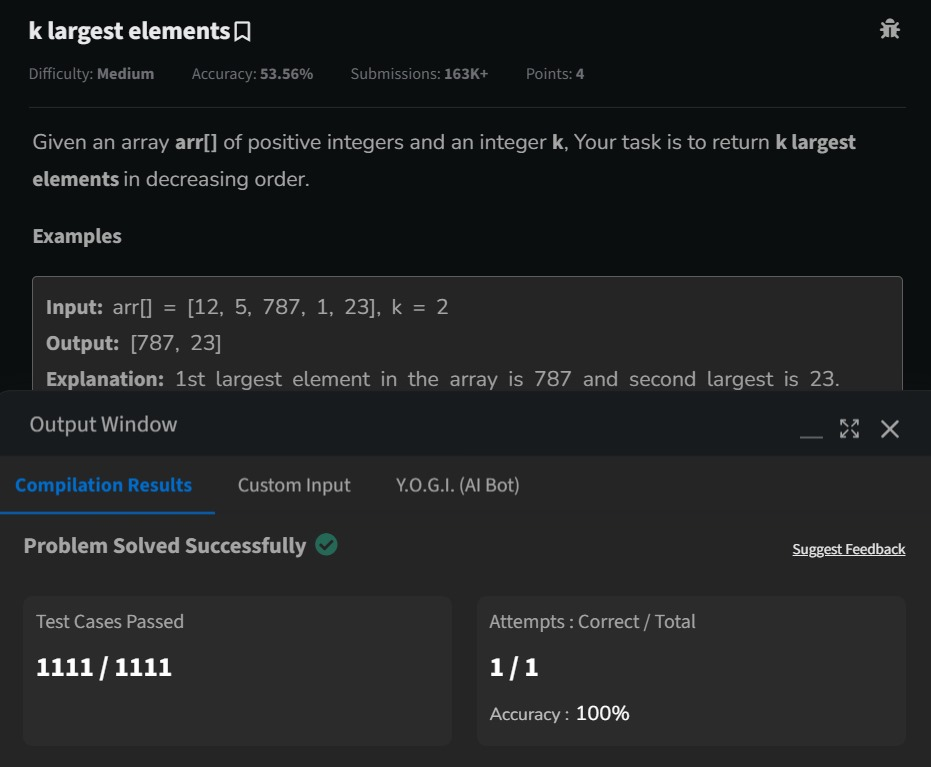 k largest elements
Difficulty: Medium Accuracy: 53.56% Submissions: 163K+ Points: 4
Given an array arr[] of positive integers and an integer k, Your task is to return k largest
elements in decreasing order.
Examples
Input: arr[] = [12, 5, 787, 1, 23], k = 2
Output: [787, 23]
Explanation: 1st largest element in the array is 787 and second largest is 23.
Output Window
Compilation Results Custom Input Y.O.G.I. (AI Bot)
Problem Solved Successfully
Suggest Feedback
Test Cases Passed
1111 / 1111
Attempts : Correct / Total
1 / 1
Accuracy : 100%